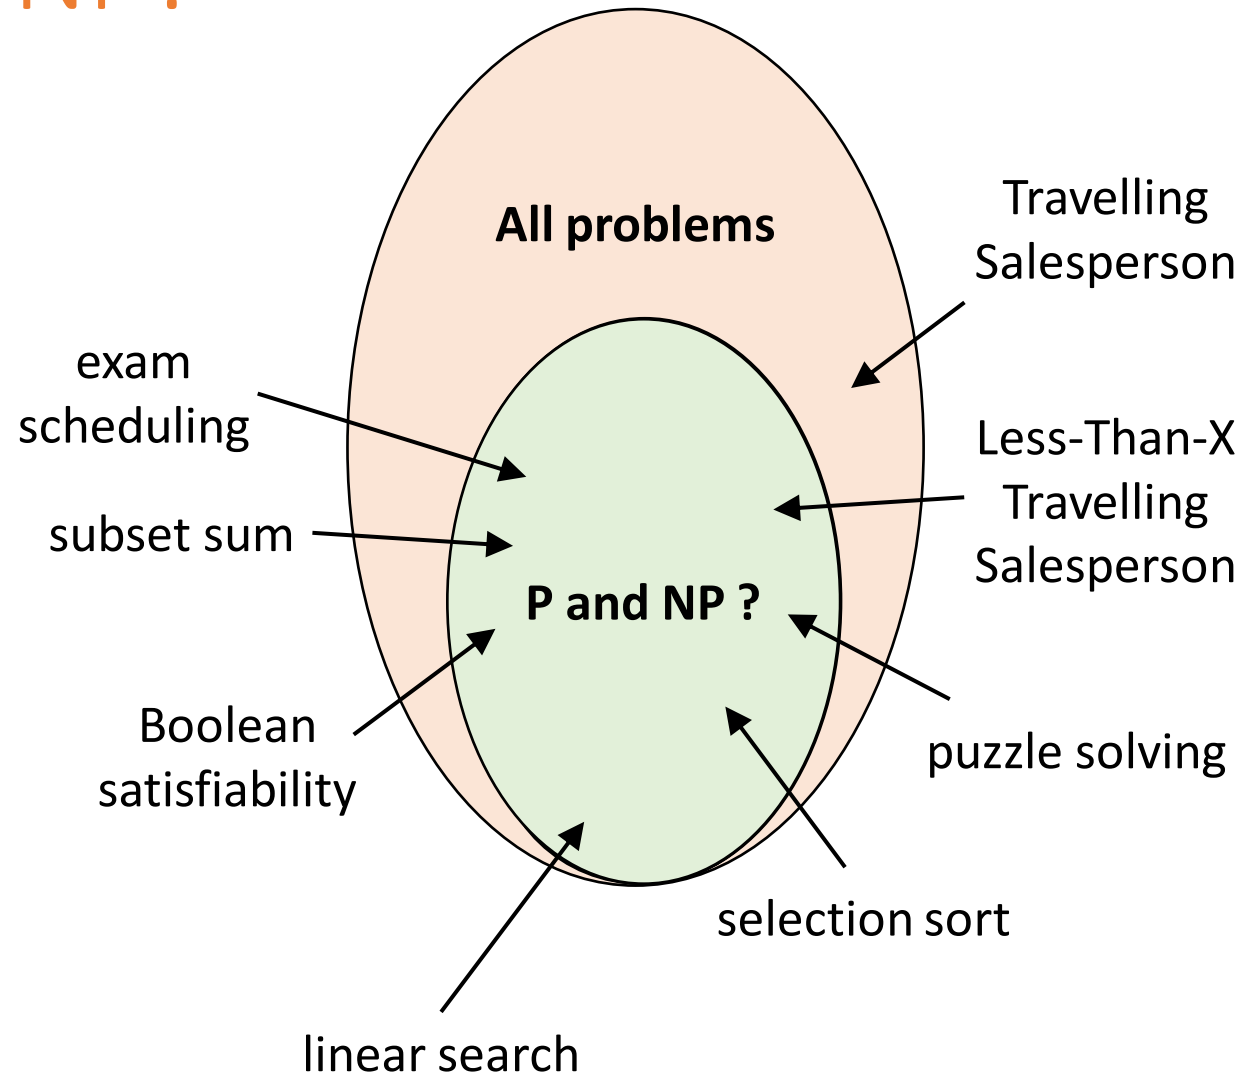 All problems
Travelling
Salesperson
exam
scheduling
Less-Than-X
Travelling
Salesperson
subset sum
P and NP ?
Boolean
satisfiability
puzzle solving
selection sort
linear search